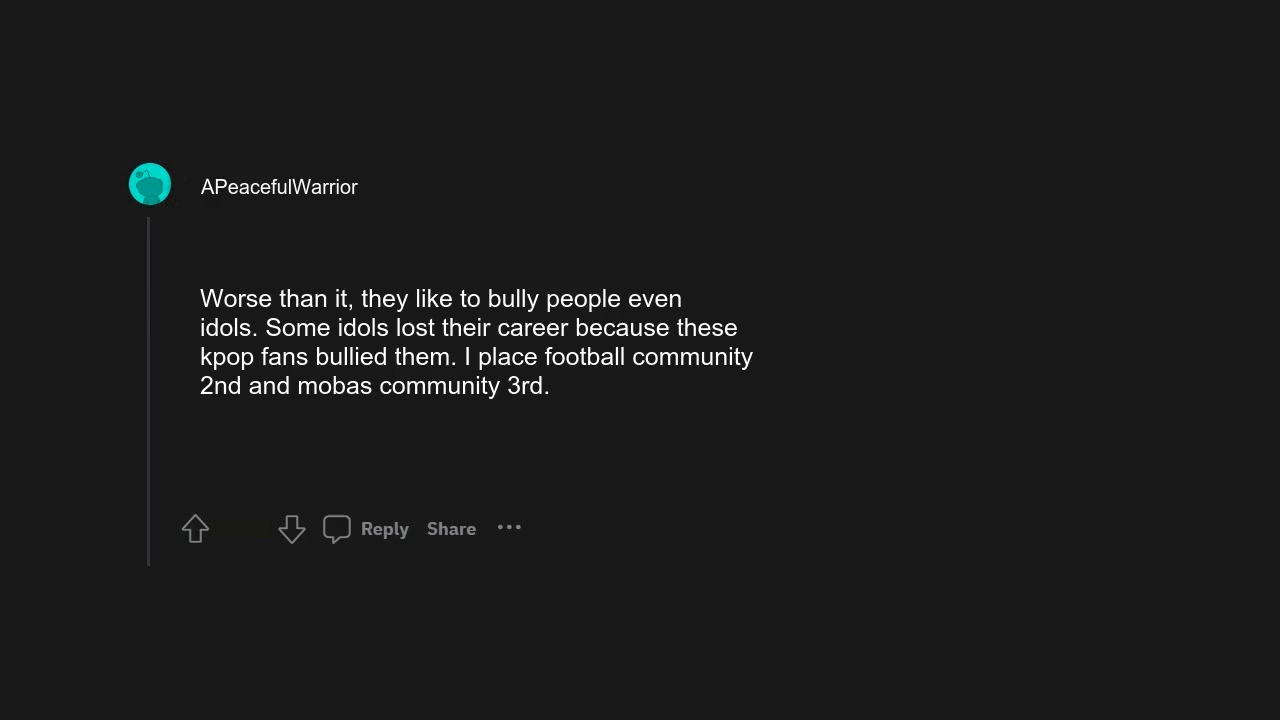 APeacefulWarrior
Worse than it, they like to bully people even
idols. Some idols lost their career because these
kpop fans bullied them. I place football community
2nd and mobas community 3rd.
Reply Share